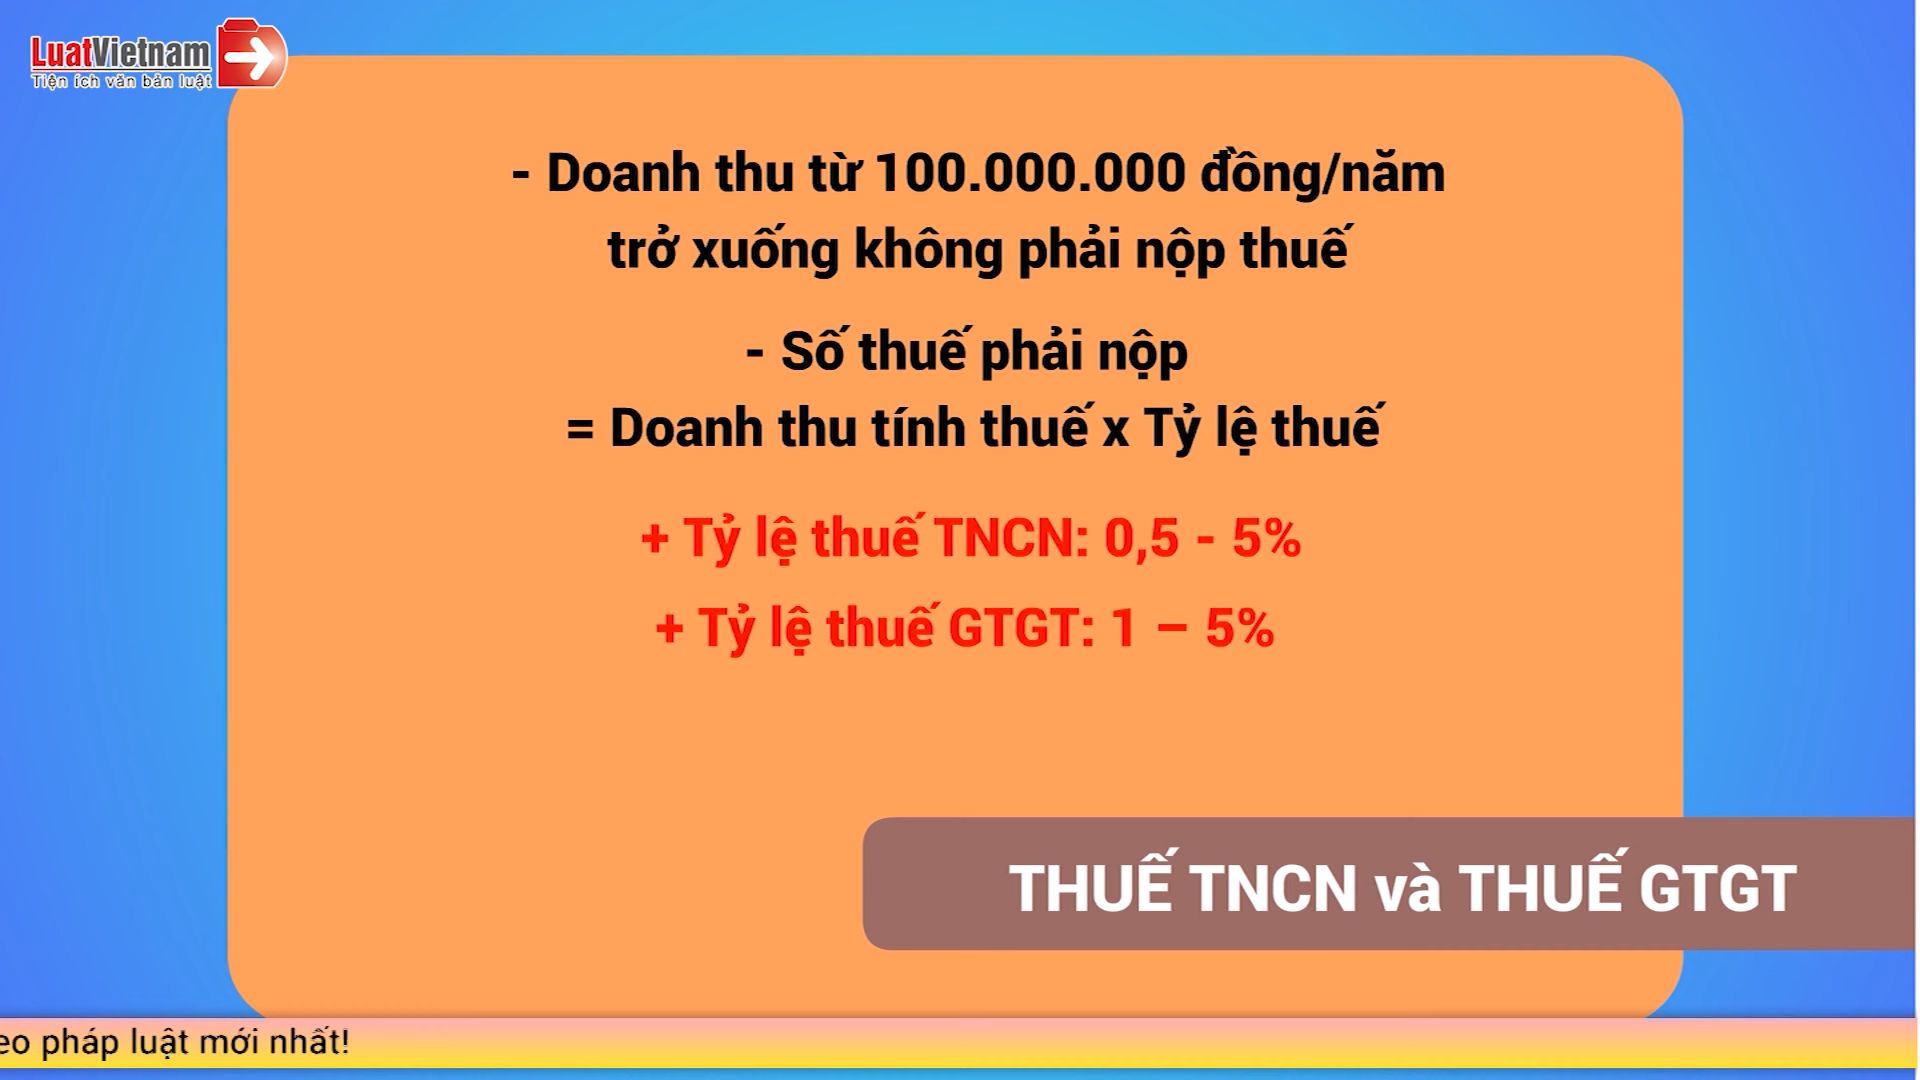 LuatVietnam
Tiện ích văn bản luật
- Doanh thu từ 100.000.000 đồng/năm
trở xuống không phải nộp thuế
- Số thuế phải nộp
= Doanh thu tính thuế x Tỷ lệ thuế
+ Tỷ lệ thuế TNCN: 0,5 - 5%
+ Tỷ lệ thuế GTGT: 1 – 5%
THUẾ TNCN và THUẾ GTGT
eo pháp luật mới nhất!